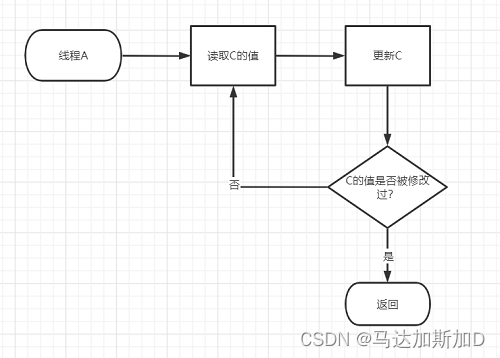 线程A
读取C的值
更新C
C的值是否被修改
过?
否
是
返回
CSDN @马达加斯加D